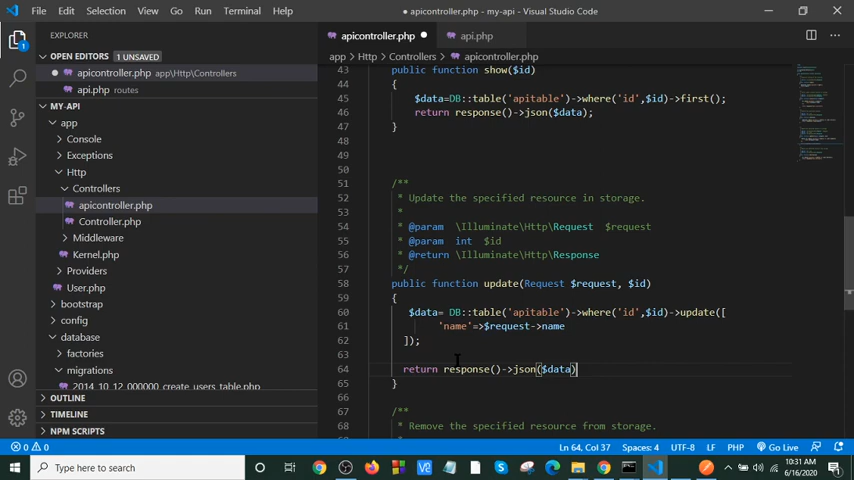 File Edit Selection View Go Run Terminal Help
● apicontroller.php - my-api - Visual Studio Code
EXPLORER
OPEN EDITORS 1 UNSAVED
apicontroller.php app\Http\Controllers
api.php routes
MY-API
app
Console
Exceptions
Http
Controllers
apicontroller.php
Controller.php
Middleware
Kernel.php
Providers
User.php
bootstrap
config
database
factories
migrations
2014_10_12_000000_create_users_table.php
OUTLINE
TIMELINE
NPM SCRIPTS
1
apicontroller.php ● api.php
app > Http > Controllers > apicontroller.php
43 public function show($id)
44 {
45 $data=DB::table('apitable')->where('id',$id)->first();
46 return response()->json($data);
47 }
48
49
50
51 /**
52 * Update the specified resource in storage.
53 *
54 * @param \Illuminate\Http\Request $request
55 * @param int $id
56 * @return \Illuminate\Http\Response
57 */
58 public function update(Request $request, $id)
59 {
60 $data= DB::table('apitable')->where('id',$id)->update([
61 'name'=>$request->name
62 ]);
63
64 return response()->json($data)
65 }
66
67 /**
68 * Remove the specified resource from storage.
69 *
0 0 Ln 64, Col 37 Spaces: 4 UTF-8 LF PHP Go Live
Type here to search
10:31 AM
6/16/2020